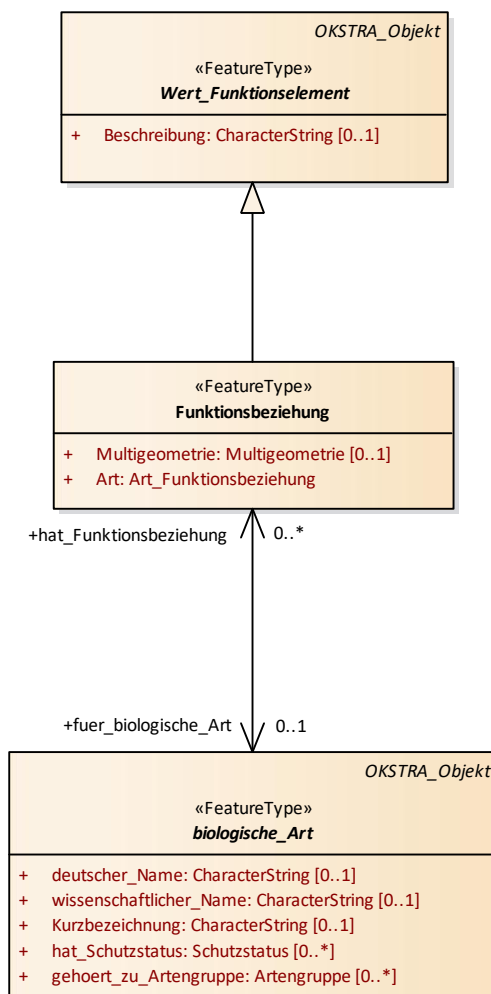 OKSTRA_Objekt
«FeatureType»
Wert_Funktionselement
+ Beschreibung: CharacterString [0..1]
«FeatureType»
Funktionsbeziehung
+ Multigeometrie: Multigeometrie [0..1]
+ Art: Art_Funktionsbeziehung
+hat_Funktionsbeziehung 0..*
+fuer_biologische_Art 0..1
OKSTRA_Objekt
«FeatureType»
biologische_Art
+ deutscher_Name: CharacterString [0..1]
+ wissenschaftlicher_Name: CharacterString [0..1]
+ Kurzbezeichnung: CharacterString [0..1]
+ hat_Schutzstatus: Schutzstatus [0..*]
+ gehoert_zu_Artengruppe: Artengruppe [0..*]